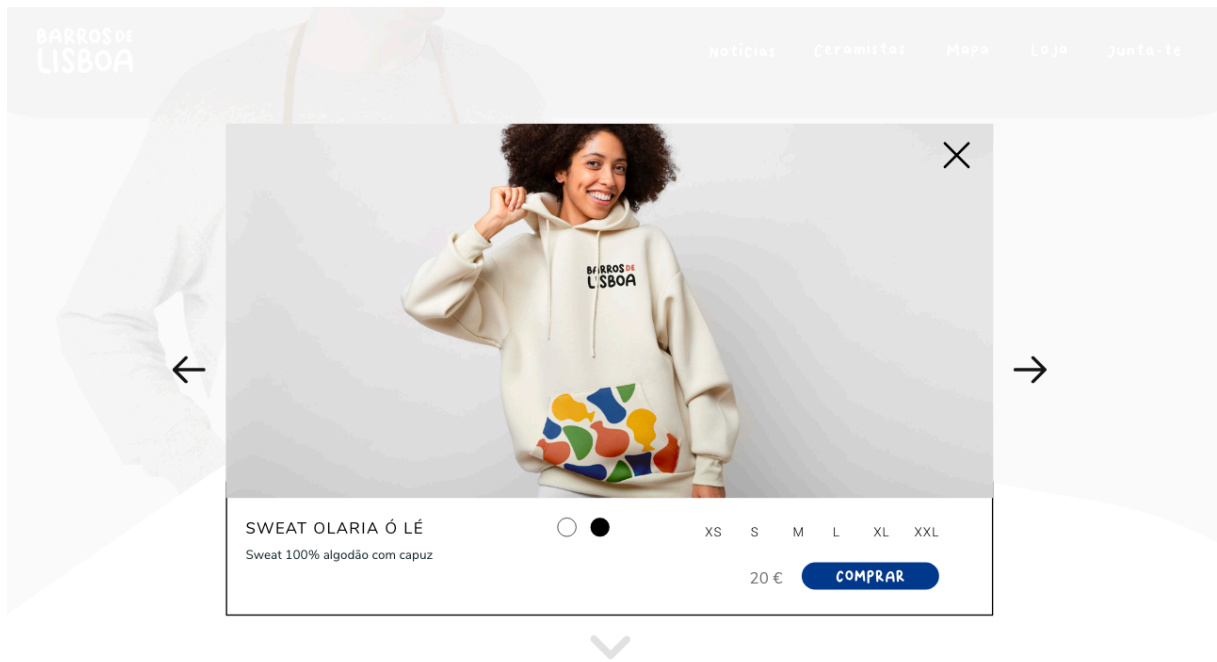 BARROS DE
LISBOA
Notícias Ceramistas Mapa Loja Junta-te
BARROS DE
LISBOA
SWEAT OLARIA Ó LÉ
Sweat 100% algodão com capuz
XS S M L XL XXL
20 €
COMPRAR